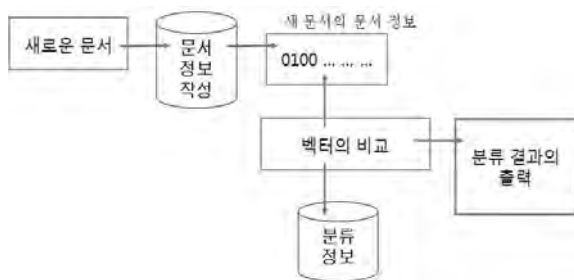 새 문서의 문서 정보
새로운 문서
문서
정보
작성
0100 ... ... ...
벡터의 비교
분류 결과의
출력
분류
정보